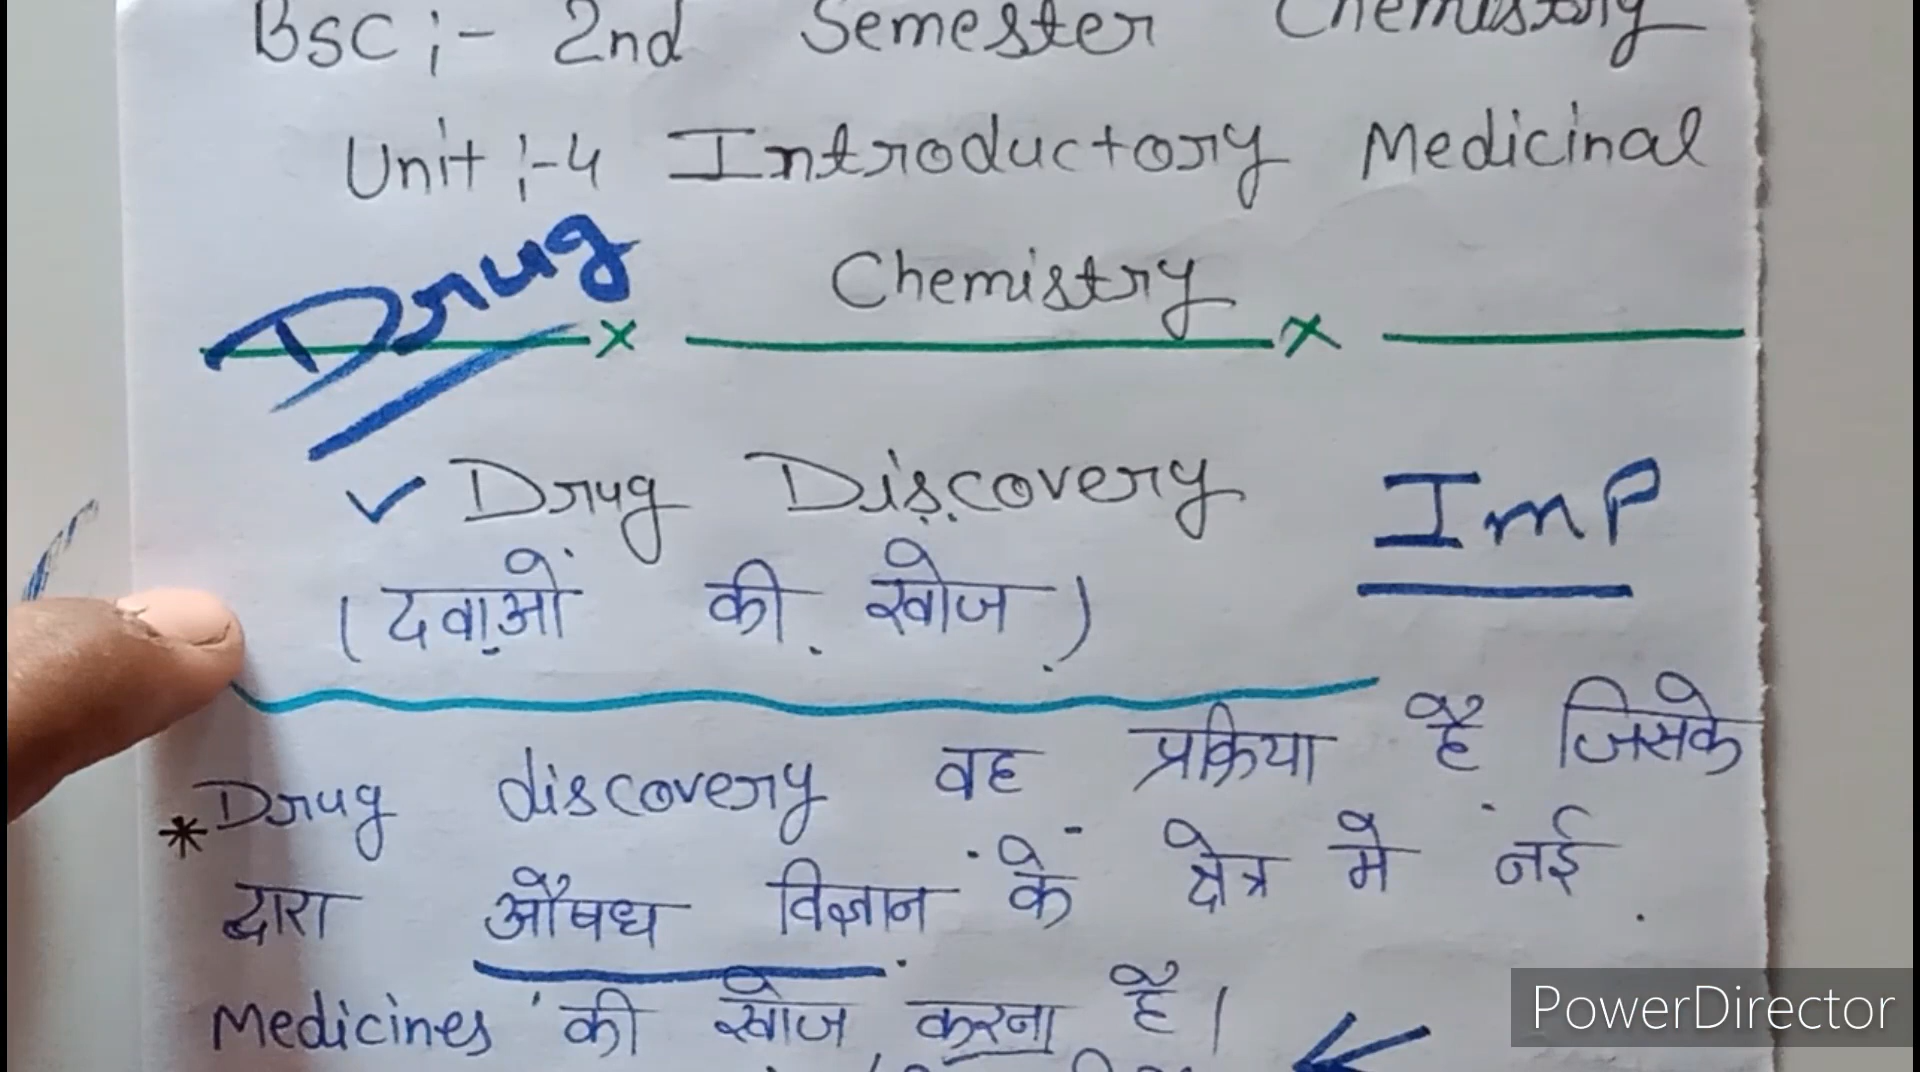 BSC ;- 2nd Semester Chemistry
Unit :-4 Introductory Medicinal
Chemistry
Drug
Drug Discovery
Imp
(दवाओं की खोज)
* Drug discovery वह प्रक्रिया है जिसके
द्वारा औषध विज्ञान के क्षेत्र में नई
Medicines की खोज करना है।
PowerDirector